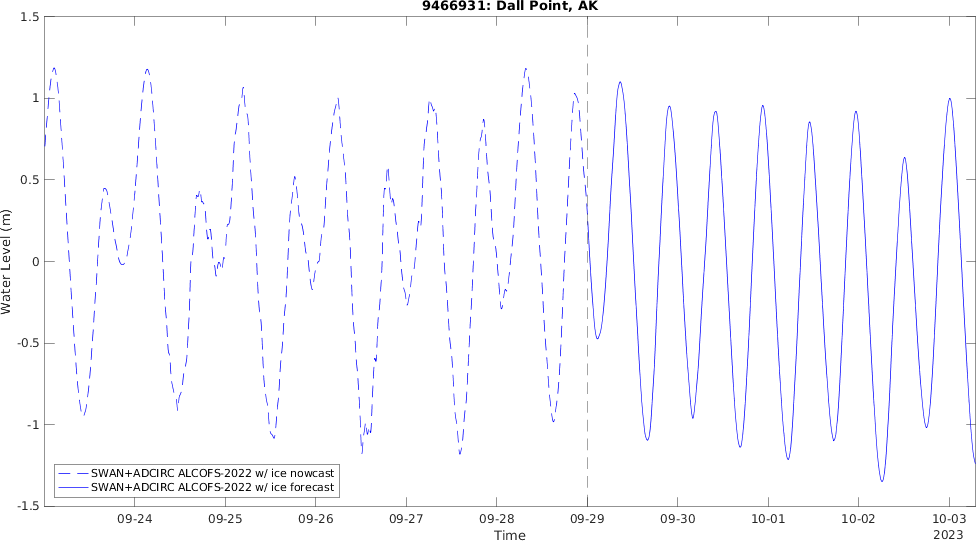 9466931: Dall Point, AK
1.5
1
0.5
0
-0.5
-1
-1.5
Water Level (m)
SWAN+ADCIRC ALCOFS-2022 w/ ice nowcast
SWAN+ADCIRC ALCOFS-2022 w/ ice forecast
09-24 09-25 09-26 09-27 09-28 09-29 09-30 10-01 10-02 10-03
2023
Time